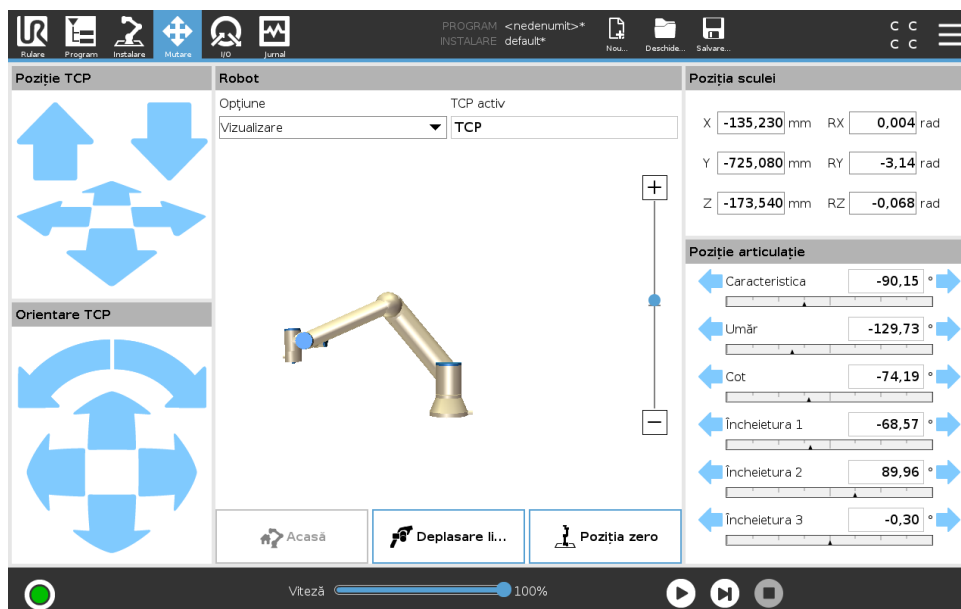 PROGRAM <nedenumit>*
INSTALARE default*
Rulare
Program
Instalare
Mutare
I/O
Jurnal
Nou...
Deschide...
Salvare...
C C
C C
Poziție TCP
Robot
Poziția sculei
Opțiune
TCP activ
Vizualizare
TCP
X -135,230 mm RX 0,004 rad
Y -725,080 mm RY -3,14 rad
Z -173,540 mm RZ -0,068 rad
Poziție articulație
Caracteristica -90,15 °
Umăr -129,73 °
Cot -74,19 °
Încheietura 1 -68,57 °
Încheietura 2 89,96 °
Încheietura 3 -0,30 °
Orientare TCP
Acasă
Deplasare li...
Poziția zero
Viteză
100%